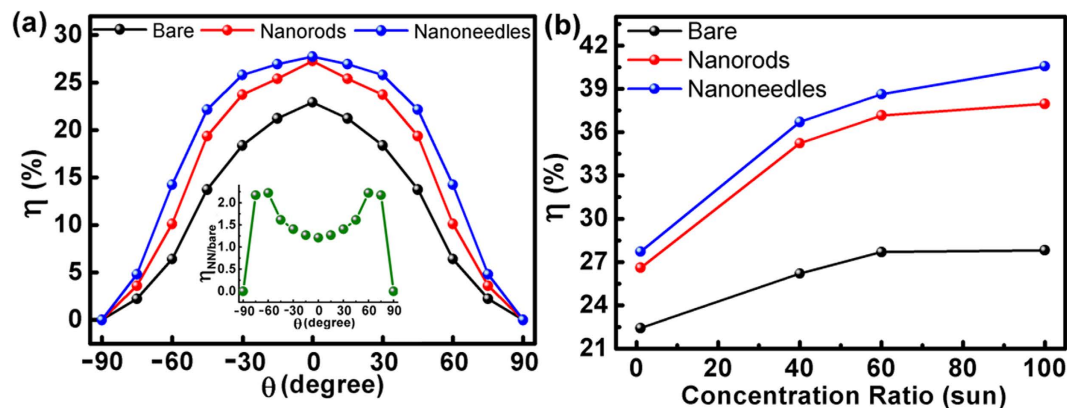 (a)
Bare Nanorods Nanoneedles
30
25
20
15
10
5
0
η (%)
−90 −60 −30 0 30 60 90
θ (degree)
2.0
1.5
1.0
0.5
0.0
ηNN/bare
−90 −60 −30 0 30 60 90
θ (degree)
(b)
Bare
Nanorods
Nanoneedles
42
39
36
33
30
27
24
21
η (%)
0 20 40 60 80 100
Concentration Ratio (sun)